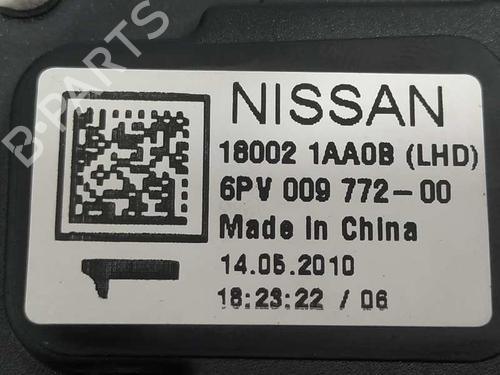 B-PARTS
NISSAN
18002 1AA0B (LHD)
6PV 009 772-00
Made in China
14.05.2010
18:23:22 / 06